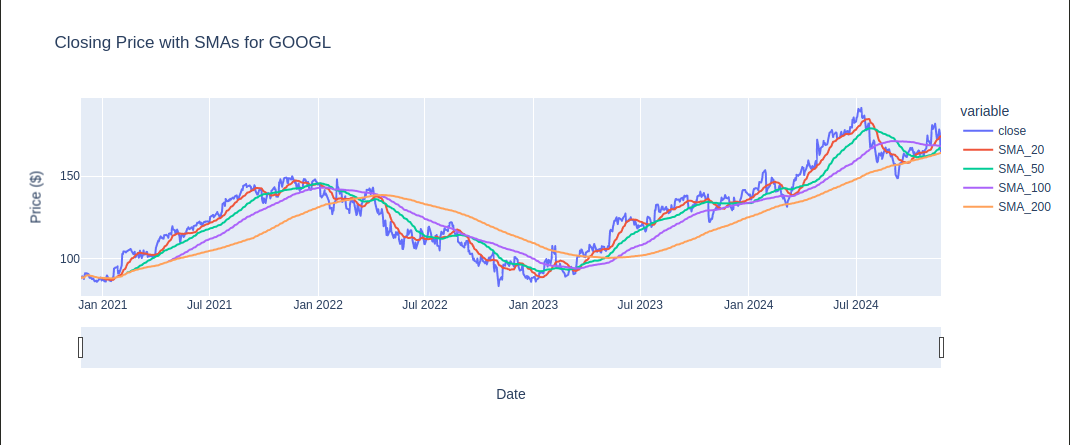 Closing Price with SMAs for GOOGL
Price ($)
150
100
Jan 2021
Jul 2021
Jan 2022
Jul 2022
Jan 2023
Jul 2023
Jan 2024
Jul 2024
Date
variable
close
SMA_20
SMA_50
SMA_100
SMA_200